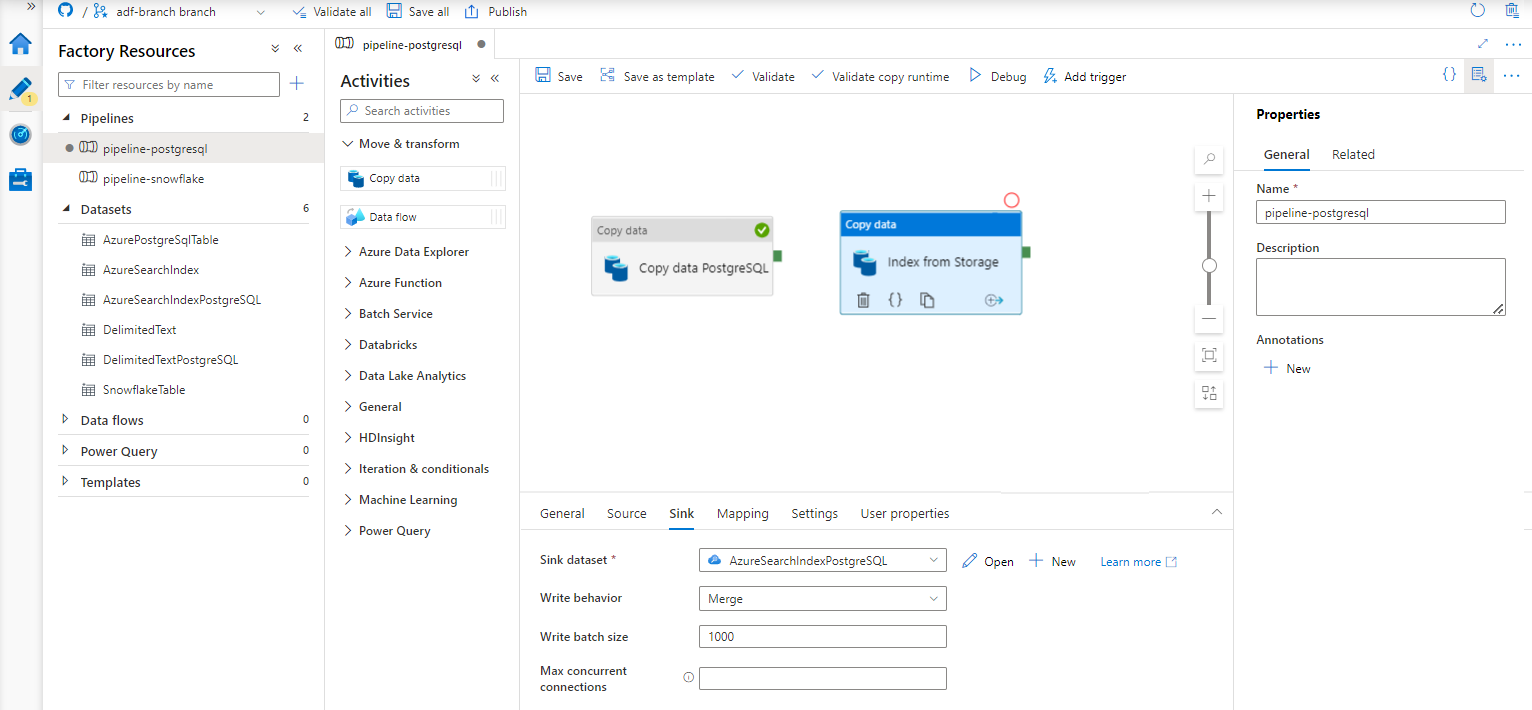 / adf-branch branch
Validate all
Save all
Publish
1
Factory Resources
Filter resources by name
Pipelines 2
pipeline-postgresql
pipeline-snowflake
Datasets 6
AzurePostgreSqlTable
AzureSearchIndex
AzureSearchIndexPostgreSQL
DelimitedText
DelimitedTextPostgreSQL
SnowflakeTable
Data flows 0
Power Query 0
Templates 0
pipeline-postgresql
Activities
Search activities
Move & transform
Copy data
Data flow
Azure Data Explorer
Azure Function
Batch Service
Databricks
Data Lake Analytics
General
HDInsight
Iteration & conditionals
Machine Learning
Power Query
Save
Save as template
Validate
Validate copy runtime
Debug
Add trigger
Copy data
Copy data PostgreSQL
Copy data
Index from Storage
General
Source
Sink
Mapping
Settings
User properties
Sink dataset * AzureSearchIndexPostgreSQL Open New Learn more
Write behavior Merge
Write batch size 1000
Max concurrent
connections
Properties
General Related
Name *
pipeline-postgresql
Description
Annotations
New